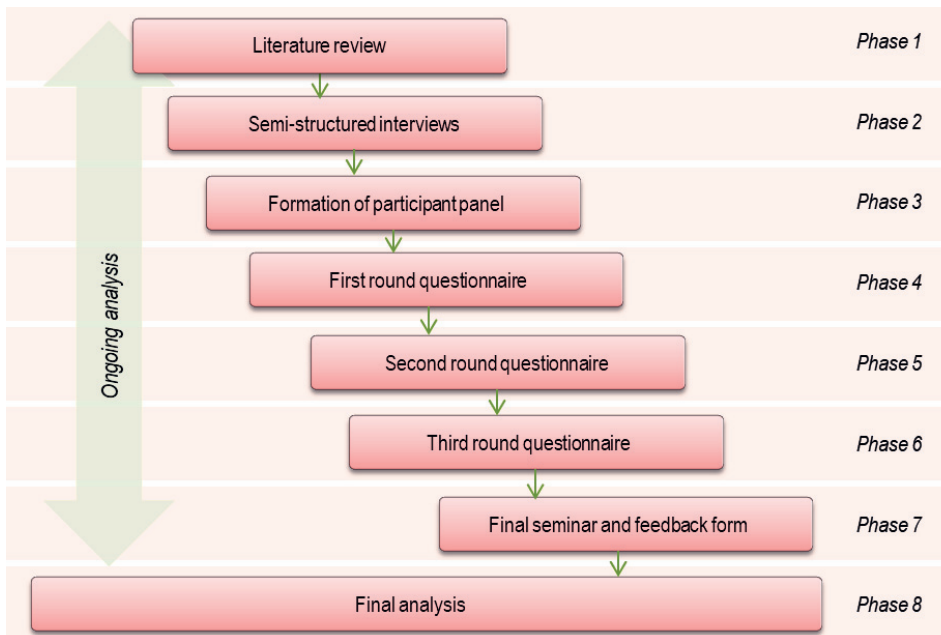 Literature review
Phase 1
Semi-structured interviews
Phase 2
Formation of participant panel
Phase 3
First round questionnaire
Phase 4
Ongoing analysis
Second round questionnaire
Phase 5
Third round questionnaire
Phase 6
Final seminar and feedback form
Phase 7
Final analysis
Phase 8